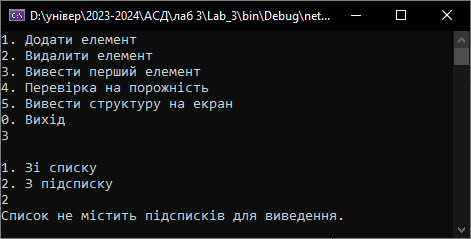 D:\універ\2023-2024\АСД\лаб 3\Lab_3\bin\Debug\net...
1. Додати елемент
2. Видалити елемент
3. Вивести перший елемент
4. Перевірка на порожність
5. Вивести структуру на екран
0. Вихід
3
1. Зі списку
2. З підсписку
2
Список не містить підсписків для виведення.